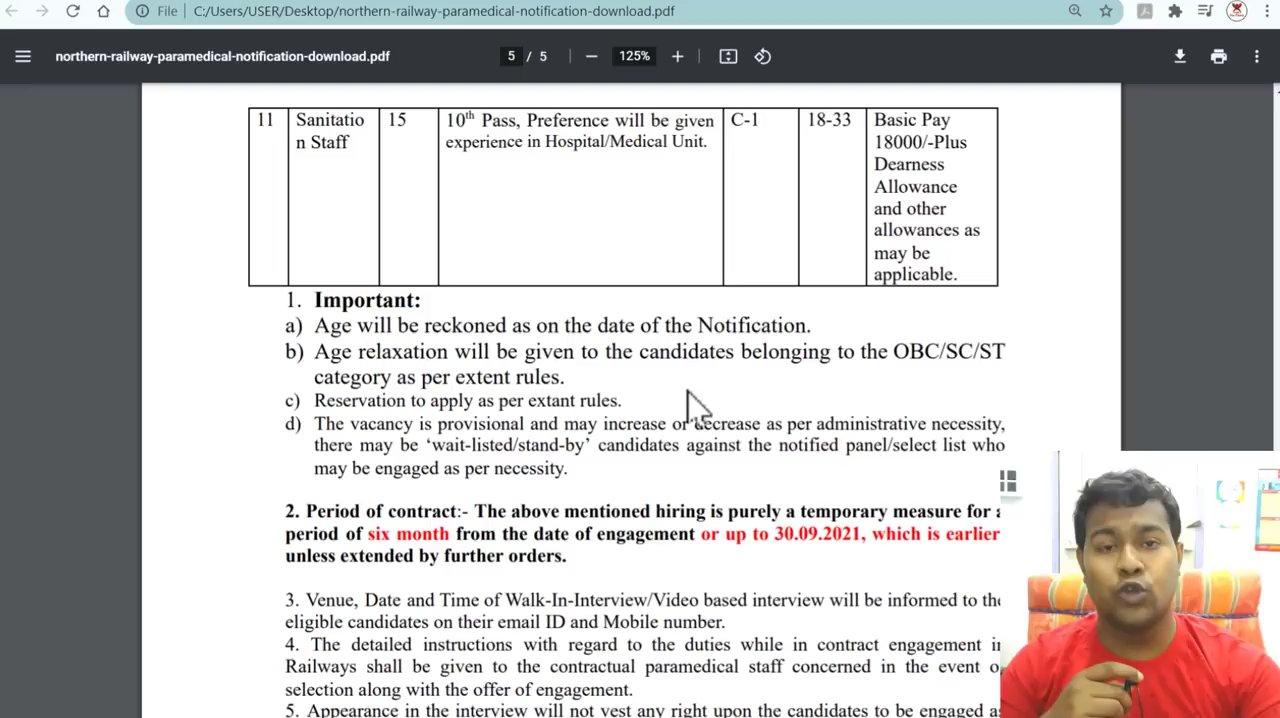 File
C:/Users/USER/Desktop/northern-railway-paramedical-notification-download.pdf
northern-railway-paramedical-notification-download.pdf
5 / 5
125%
11
Sanitatio
n Staff
15
10th Pass, Preference will be given
experience in Hospital/Medical Unit.
C-1
18-33
Basic Pay
18000/-Plus
Dearness
Allowance
and other
allowances as
may be
applicable.
1. Important:
a) Age will be reckoned as on the date of the Notification.
b) Age relaxation will be given to the candidates belonging to the OBC/SC/ST
category as per extent rules.
c) Reservation to apply as per extant rules.
d) The vacancy is provisional and may increase or decrease as per administrative necessity,
there may be ‘wait-listed/stand-by’ candidates against the notified panel/select list who
may be engaged as per necessity.
2. Period of contract:- The above mentioned hiring is purely a temporary measure for a
period of six month from the date of engagement or up to 30.09.2021, which is earlier
unless extended by further orders.
3. Venue, Date and Time of Walk-In-Interview/Video based interview will be informed to the
eligible candidates on their email ID and Mobile number.
4. The detailed instructions with regard to the duties while in contract engagement in
Railways shall be given to the contractual paramedical staff concerned in the event o
selection along with the offer of engagement.
5. Appearance in the interview will not vest any right upon the candidates to be engaged as